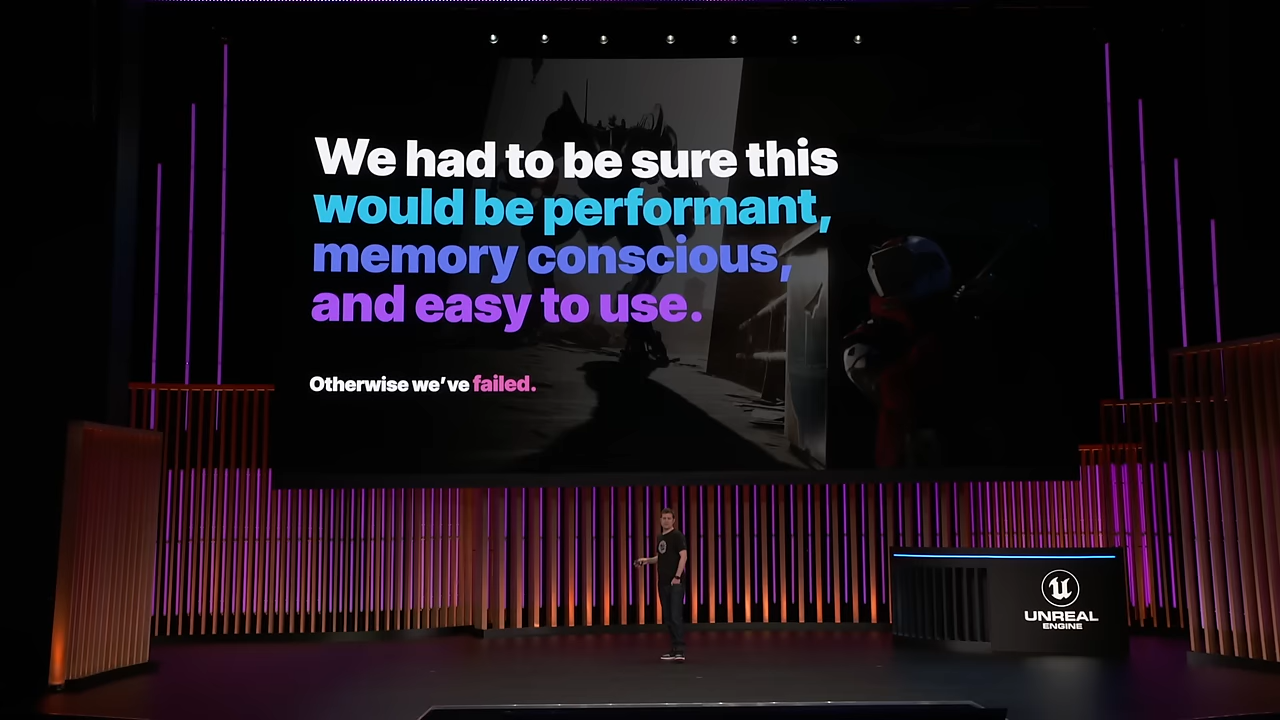 We had to be sure this
would be performant,
memory conscious,
and easy to use.
Otherwise we've failed.
UNREAL
ENGINE